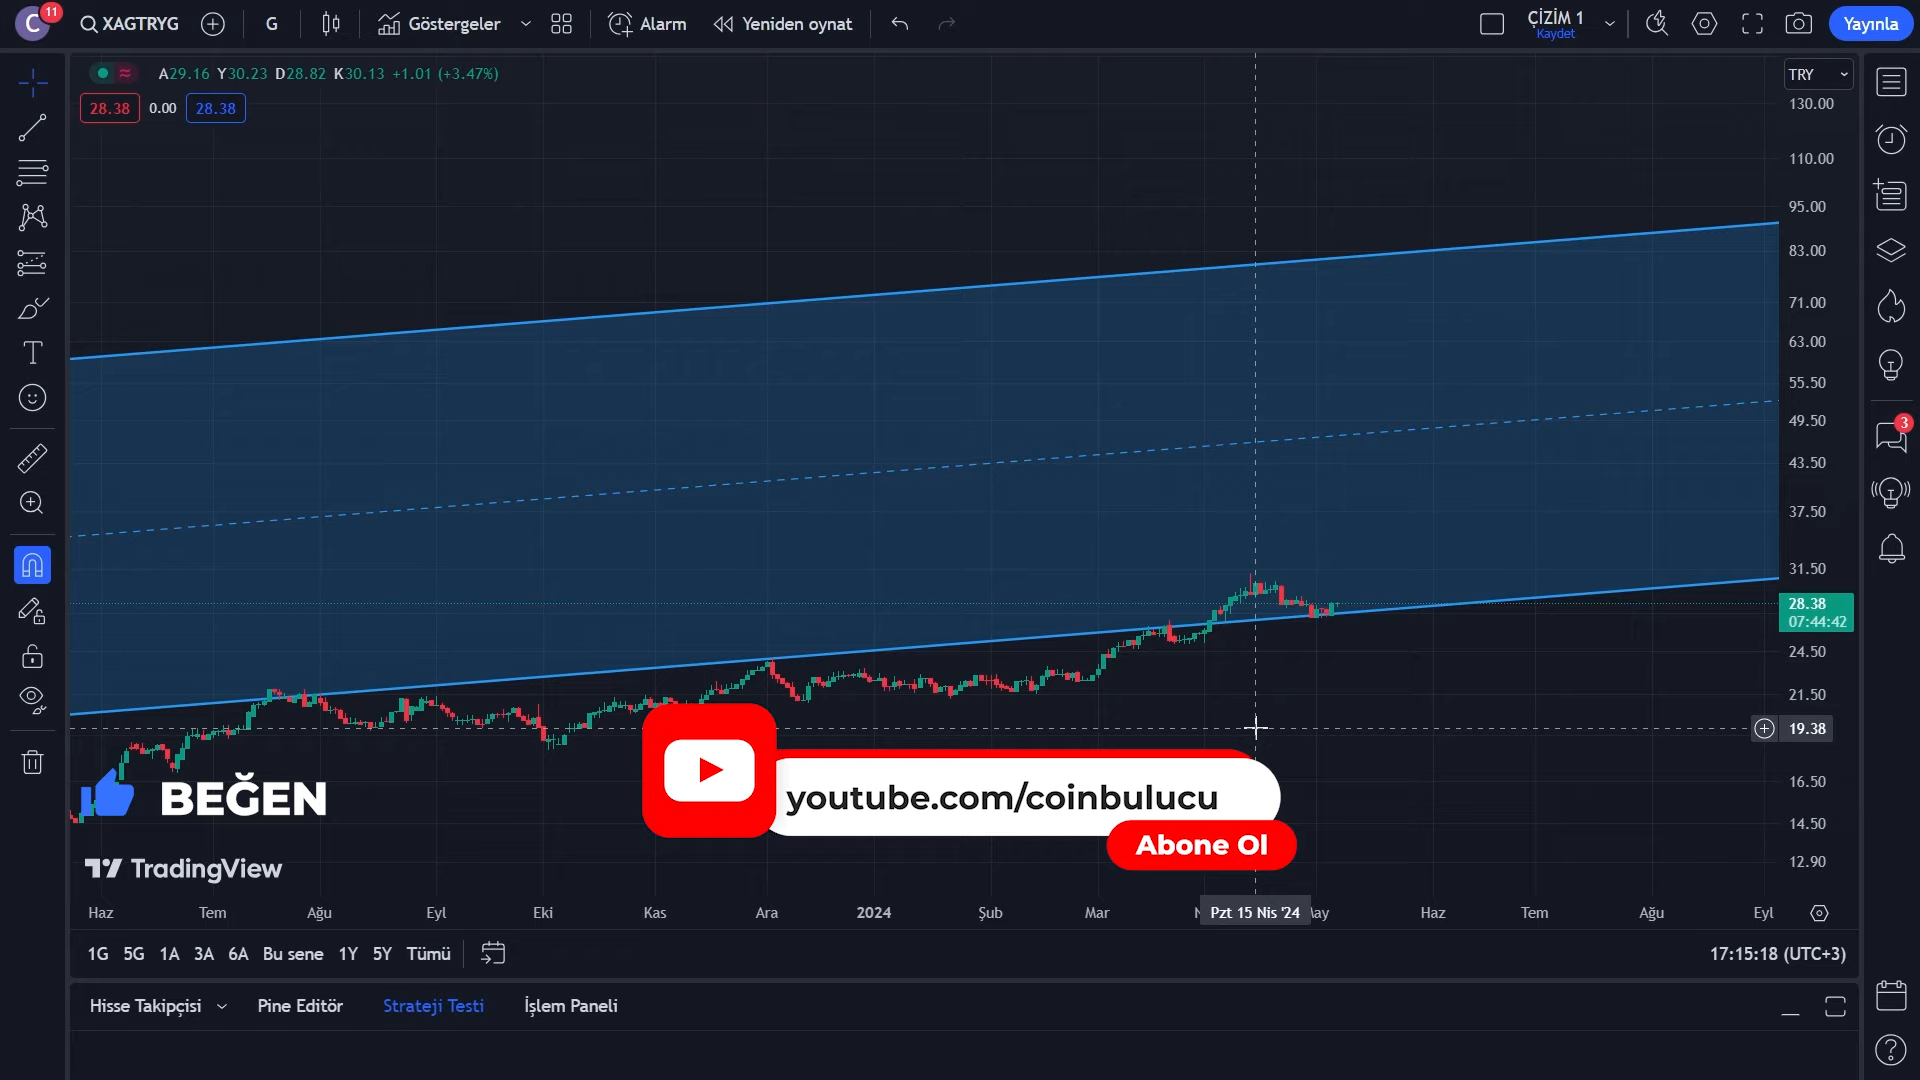 C 11 XAGTRYG G Göstergeler Alarm Yeniden oynat ÇİZİM 1 Kaydet Yayınla
A29.16 Y30.23 D28.82 K30.13 +1.01 (+3.47%)
TRY
28.38 0.00 28.38
130.00
110.00
95.00
83.00
71.00
63.00
55.50
49.50
3
43.50
37.50
31.50
28.38
07:44:42
24.50
21.50
19.38
16.50
14.50
12.90
BEĞEN
youtube.com/coinbulucu
Abone Ol
TradingView
Haz Tem Ağu Eyl Eki Kas Ara 2024 Şub Mar Pzt 15 Nis '24 Haz Tem Ağu Eyl
1G 5G 1A 3A 6A Bu sene 1Y 5Y Tümü 17:15:18 (UTC+3)
Hisse Takipçisi Pine Editör Strateji Testi İşlem Paneli